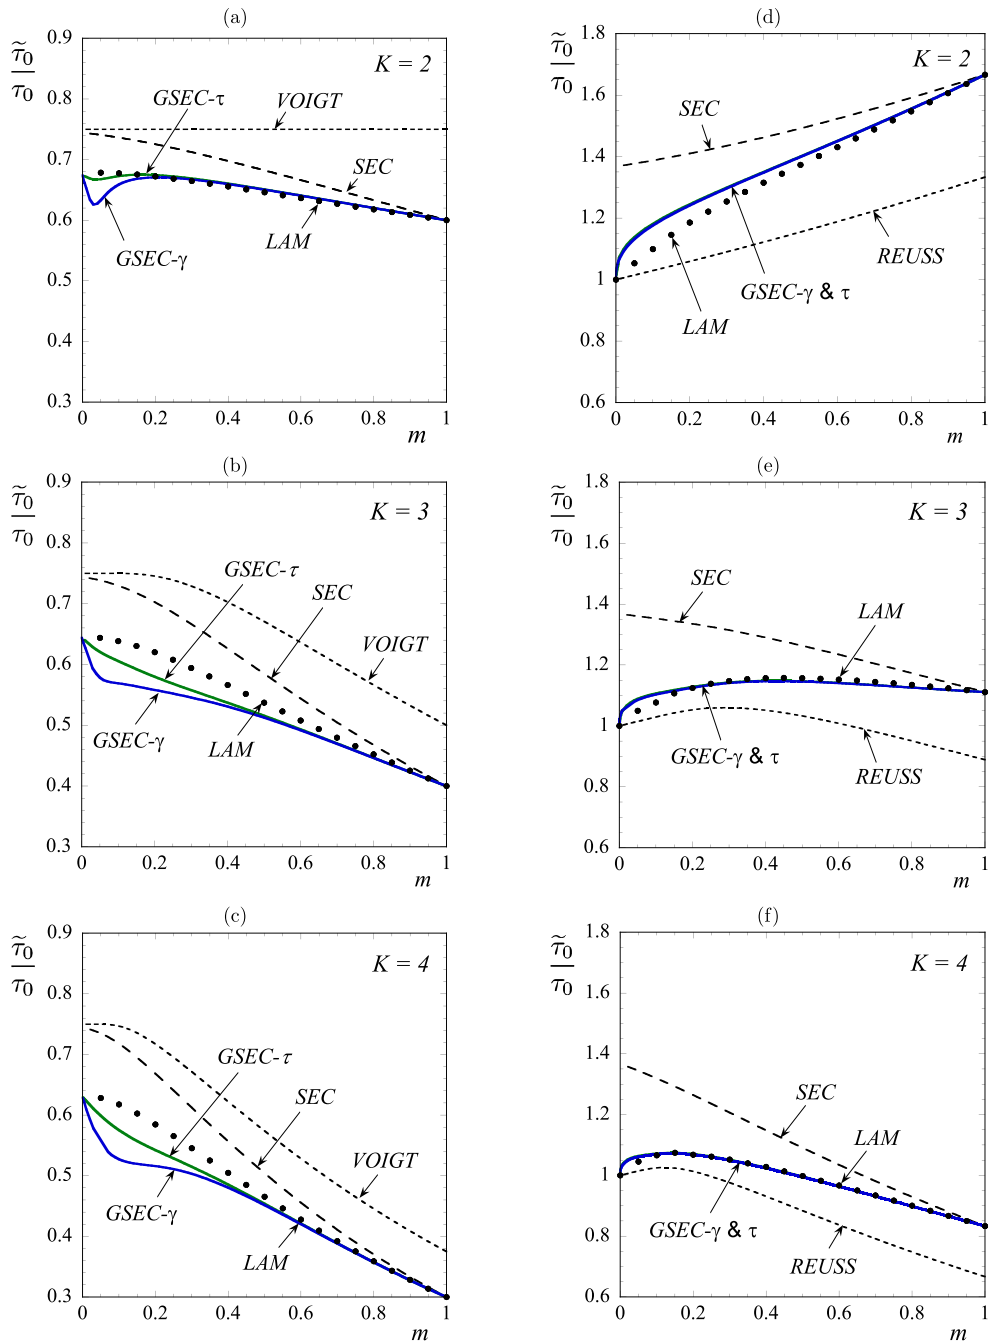 (a)
τ̃0
τ0
0.9
0.8
0.7
0.6
0.5
0.4
0.3
K = 2
GSEC-τ
VOIGT
SEC
GSEC-γ
LAM
0 0.2 0.4 0.6 0.8 1
m
(d)
τ̃0
τ0
1.8
1.6
1.4
1.2
1
0.8
0.6
K = 2
SEC
REUSS
GSEC-γ & τ
LAM
0 0.2 0.4 0.6 0.8 1
m
(b)
τ̃0
τ0
0.9
0.8
0.7
0.6
0.5
0.4
0.3
K = 3
GSEC-τ
SEC
VOIGT
GSEC-γ
LAM
0 0.2 0.4 0.6 0.8 1
m
(e)
τ̃0
τ0
1.8
1.6
1.4
1.2
1
0.8
0.6
K = 3
SEC
LAM
GSEC-γ & τ
REUSS
0 0.2 0.4 0.6 0.8 1
m
(c)
τ̃0
τ0
0.9
0.8
0.7
0.6
0.5
0.4
0.3
K = 4
GSEC-τ
SEC
VOIGT
GSEC-γ
LAM
0 0.2 0.4 0.6 0.8 1
m
(f)
τ̃0
τ0
1.8
1.6
1.4
1.2
1
0.8
0.6
K = 4
SEC
LAM
GSEC-γ & τ
REUSS
0 0.2 0.4 0.6 0.8 1
m